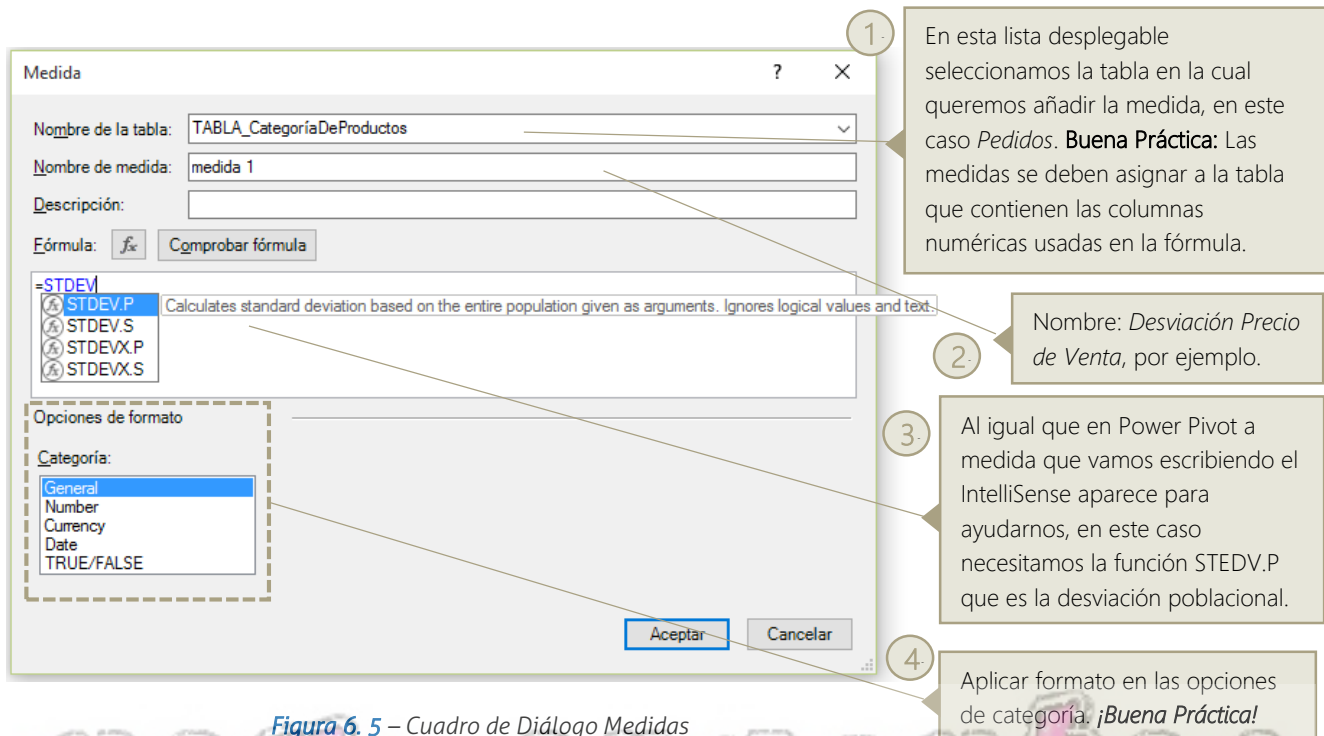 Medida
Nombre de la tabla: TABLA_CategoríaDeProductos
Nombre de medida: medida 1
Descripción:
Fórmula: fx Comprobar fórmula
=STDEV
STDEV.P Calculates standard deviation based on the entire population given as arguments. Ignores logical values and text.
STDEV.S
STDEVX.P
STDEVX.S
Opciones de formato
Categoría:
General
Number
Currency
Date
TRUE/FALSE
Aceptar Cancelar
1.
En esta lista desplegable
seleccionamos la tabla en la cual
queremos añadir la medida, en este
caso Pedidos. Buena Práctica: Las
medidas se deben asignar a la tabla
que contienen las columnas
numéricas usadas en la fórmula.
2.
Nombre: Desviación Precio
de Venta, por ejemplo.
3.
Al igual que en Power Pivot a
medida que vamos escribiendo el
IntelliSense aparece para
ayudarnos, en este caso
necesitamos la función STEDV.P
que es la desviación poblacional.
4.
Aplicar formato en las opciones
de categoría. ¡Buena Práctica!
Figura 6. 5 – Cuadro de Diálogo Medidas